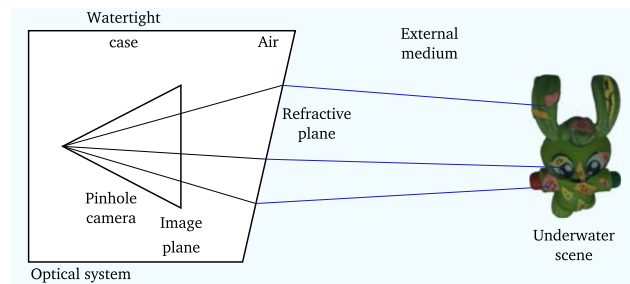 Watertight
case
Air
External
medium
Refractive
plane
Pinhole
camera
Image
plane
Underwater
scene
Optical system